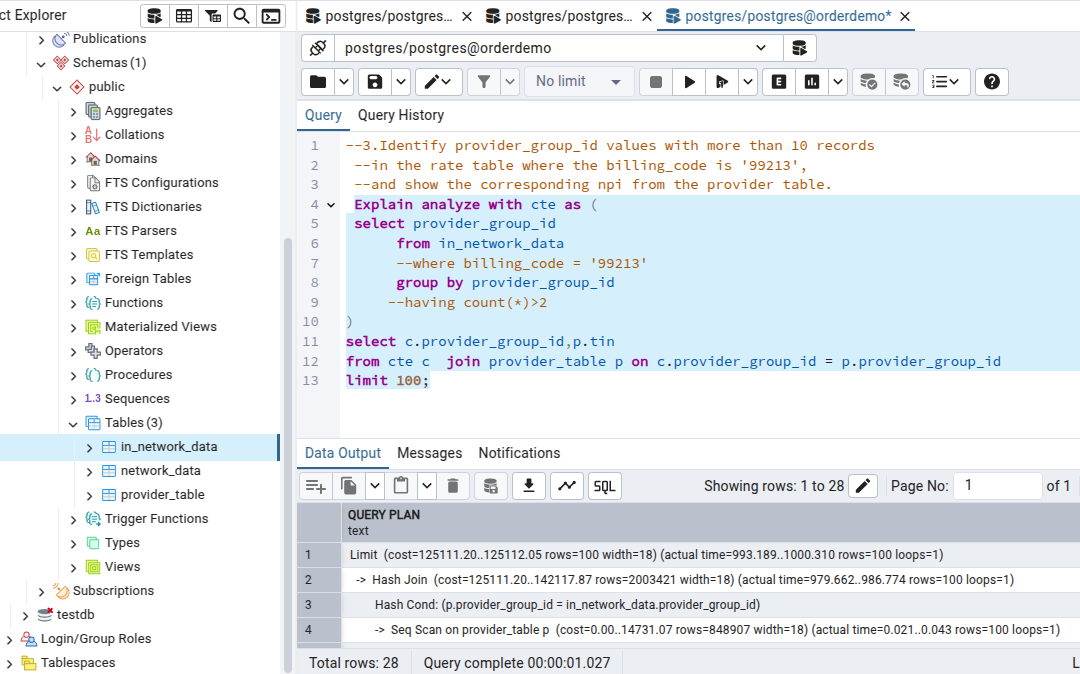 ct Explorer
postgres/postgres...
postgres/postgres...
postgres/postgres@orderdemo*
postgres/postgres@orderdemo
No limit
E
Publications
Schemas (1)
public
Aggregates
Collations
Domains
FTS Configurations
FTS Dictionaries
Aa FTS Parsers
FTS Templates
Foreign Tables
Functions
Materialized Views
Operators
Procedures
1..3 Sequences
Tables (3)
in_network_data
network_data
provider_table
Trigger Functions
Types
Views
Subscriptions
testdb
Login/Group Roles
Tablespaces
Query
Query History
1 --3.Identify provider_group_id values with more than 10 records
2 --in the rate table where the billing_code is '99213',
3 --and show the corresponding npi from the provider table.
4 Explain analyze with cte as (
5 select provider_group_id
6 from in_network_data
7 --where billing_code = '99213'
8 group by provider_group_id
9 --having count(*)>2
10 )
11 select c.provider_group_id,p.tin
12 from cte c  join provider_table p on c.provider_group_id = p.provider_group_id
13 limit 100;
Data Output
Messages
Notifications
SQL
Showing rows: 1 to 28
Page No:
1
of 1
QUERY PLAN
text
1 Limit (cost=125111.20..125112.05 rows=100 width=18) (actual time=993.189..1000.310 rows=100 loops=1)
2 -> Hash Join (cost=125111.20..142117.87 rows=2003421 width=18) (actual time=979.662..986.774 rows=100 loops=1)
3 Hash Cond: (p.provider_group_id = in_network_data.provider_group_id)
4 -> Seq Scan on provider_table p (cost=0.00..14731.07 rows=848907 width=18) (actual time=0.021..0.043 rows=100 loops=1)
Total rows: 28
Query complete 00:00:01.027
L